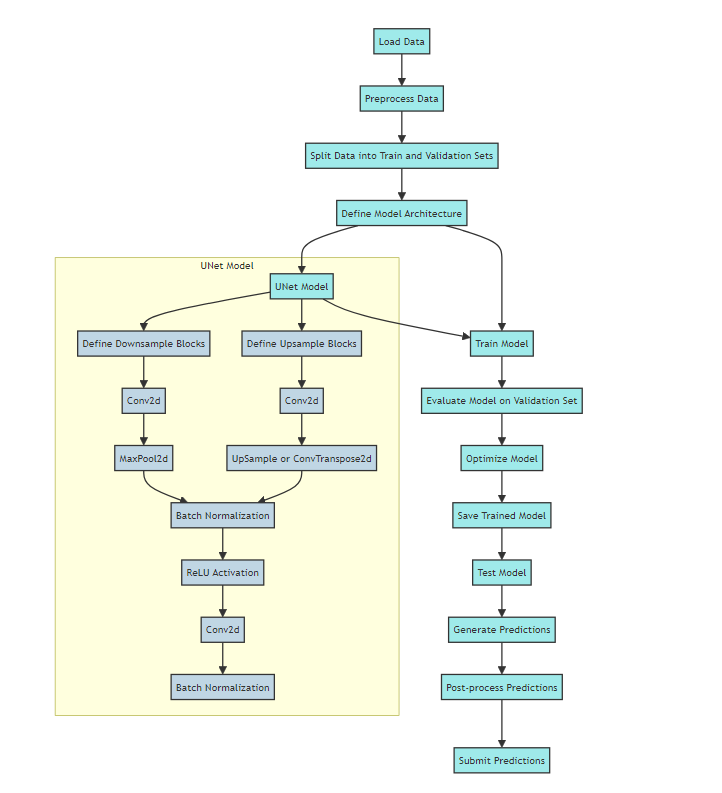 Load Data
Preprocess Data
Split Data into Train and Validation Sets
Define Model Architecture
UNet Model
UNet Model
Define Downsample Blocks
Define Upsample Blocks
Train Model
Conv2d
Conv2d
Evaluate Model on Validation Set
MaxPool2d
UpSample or ConvTranspose2d
Optimize Model
Batch Normalization
Save Trained Model
ReLU Activation
Test Model
Conv2d
Generate Predictions
Batch Normalization
Post-process Predictions
Submit Predictions